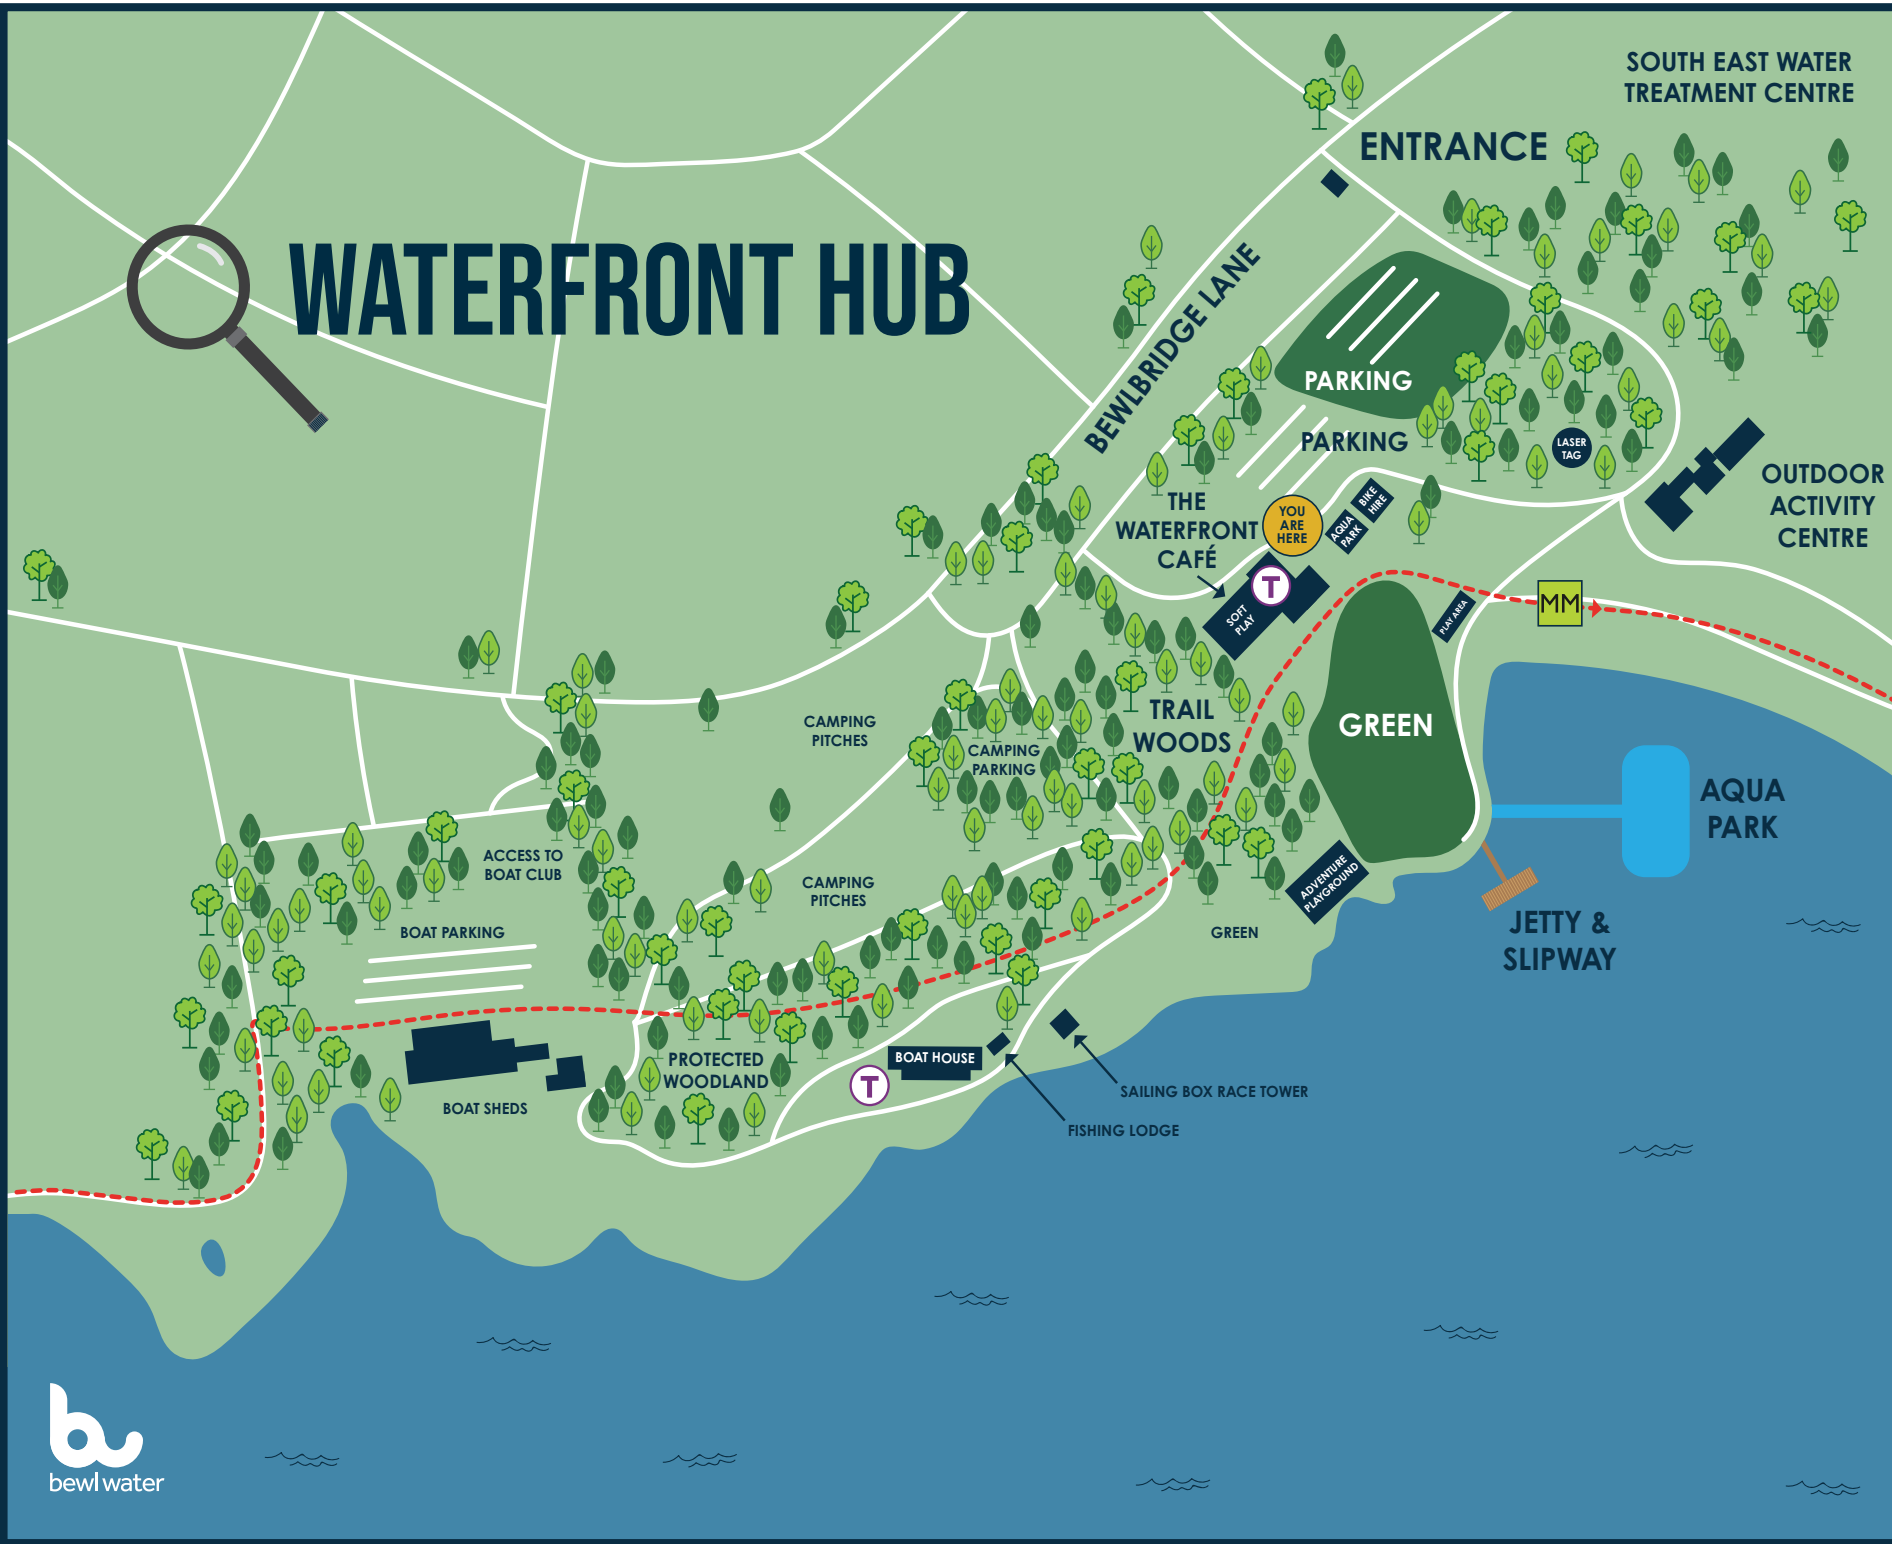 SOUTH EAST WATER
TREATMENT CENTRE
ENTRANCE
WATERFRONT HUB
BEWLBRIDGE LANE
PARKING
PARKING
LASER
TAG
OUTDOOR
ACTIVITY
CENTRE
THE
WATERFRONT
CAFÉ
YOU
ARE
HERE
BIKE
HIRE
AQUA
PARK
T
SOFT
PLAY
PLAY AREA
MM
TRAIL
WOODS
GREEN
CAMPING
PITCHES
CAMPING
PARKING
AQUA
PARK
ACCESS TO
BOAT CLUB
CAMPING
PITCHES
ADVENTURE
PLAYGROUND
BOAT PARKING
GREEN
JETTY &
SLIPWAY
PROTECTED
WOODLAND
BOAT HOUSE
T
BOAT SHEDS
SAILING BOX RACE TOWER
FISHING LODGE
bewl water